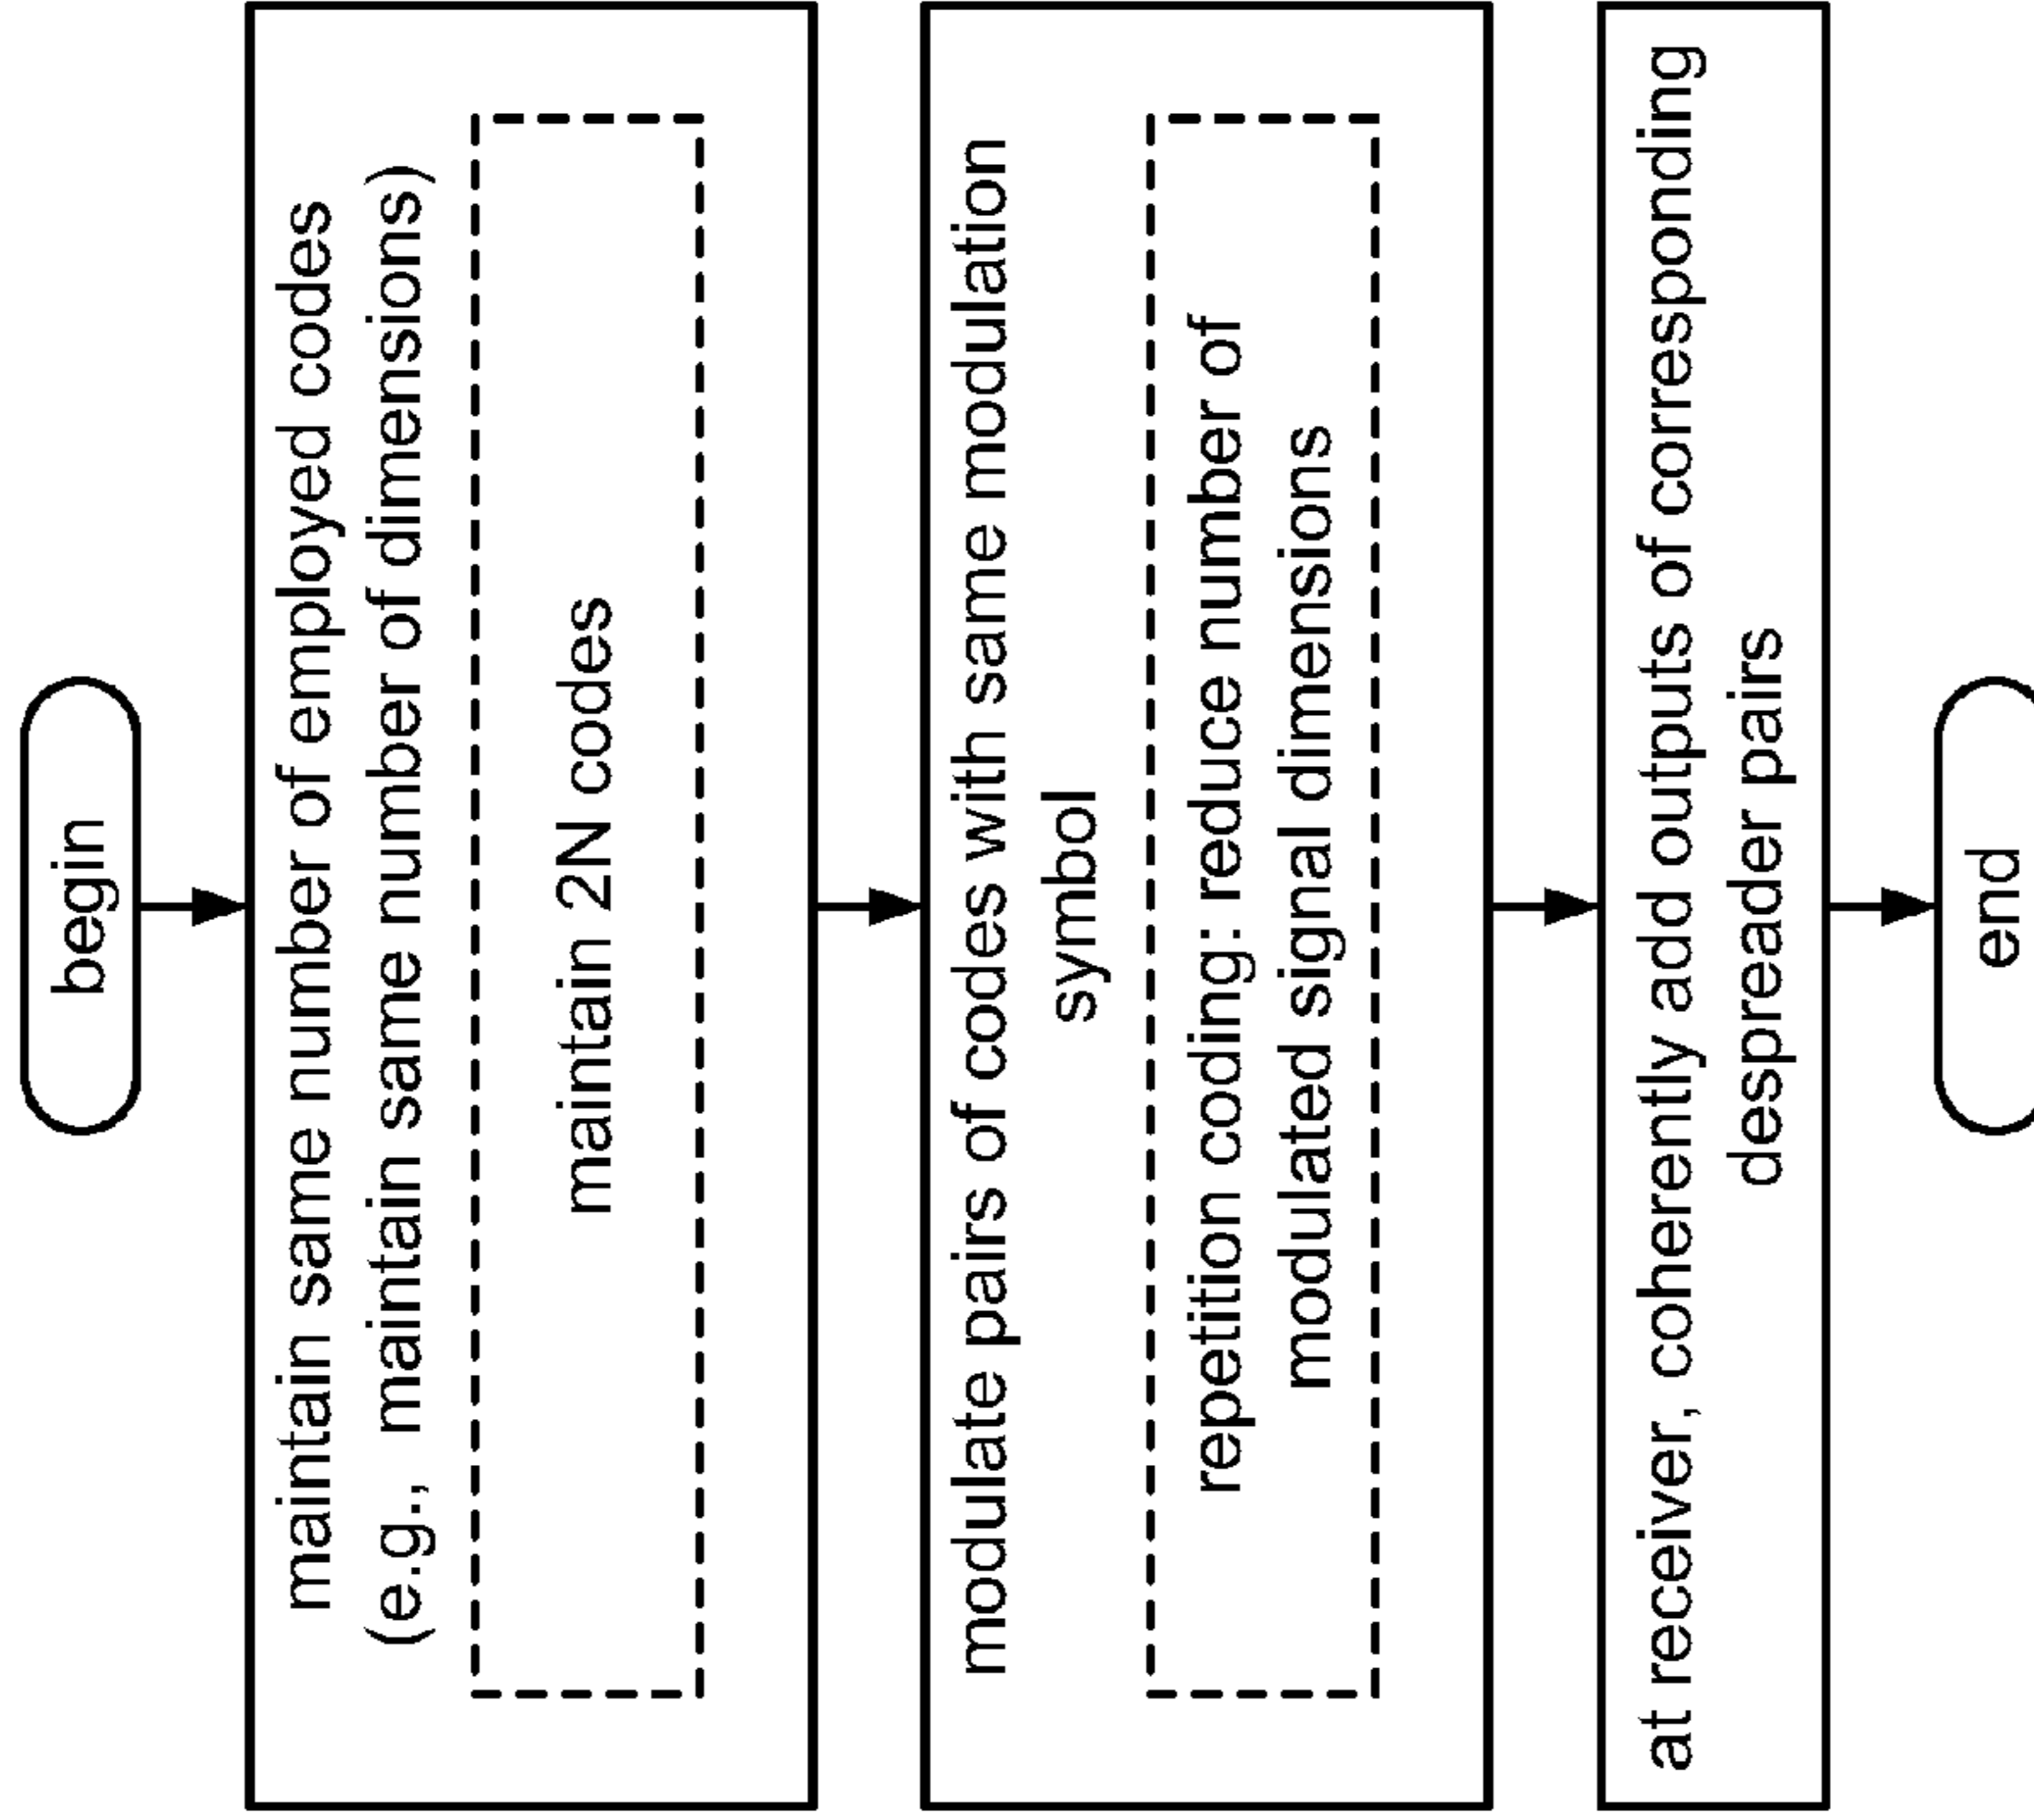 begin
maintain same number of employed codes
(e.g., maintain same number of dimensions)
maintain 2N codes
modulate pairs of codes with same modulation
symbol
repetition coding: reduce number of
modulated signal dimensions
at receiver, coherently add outputs of corresponding
despreader pairs
end